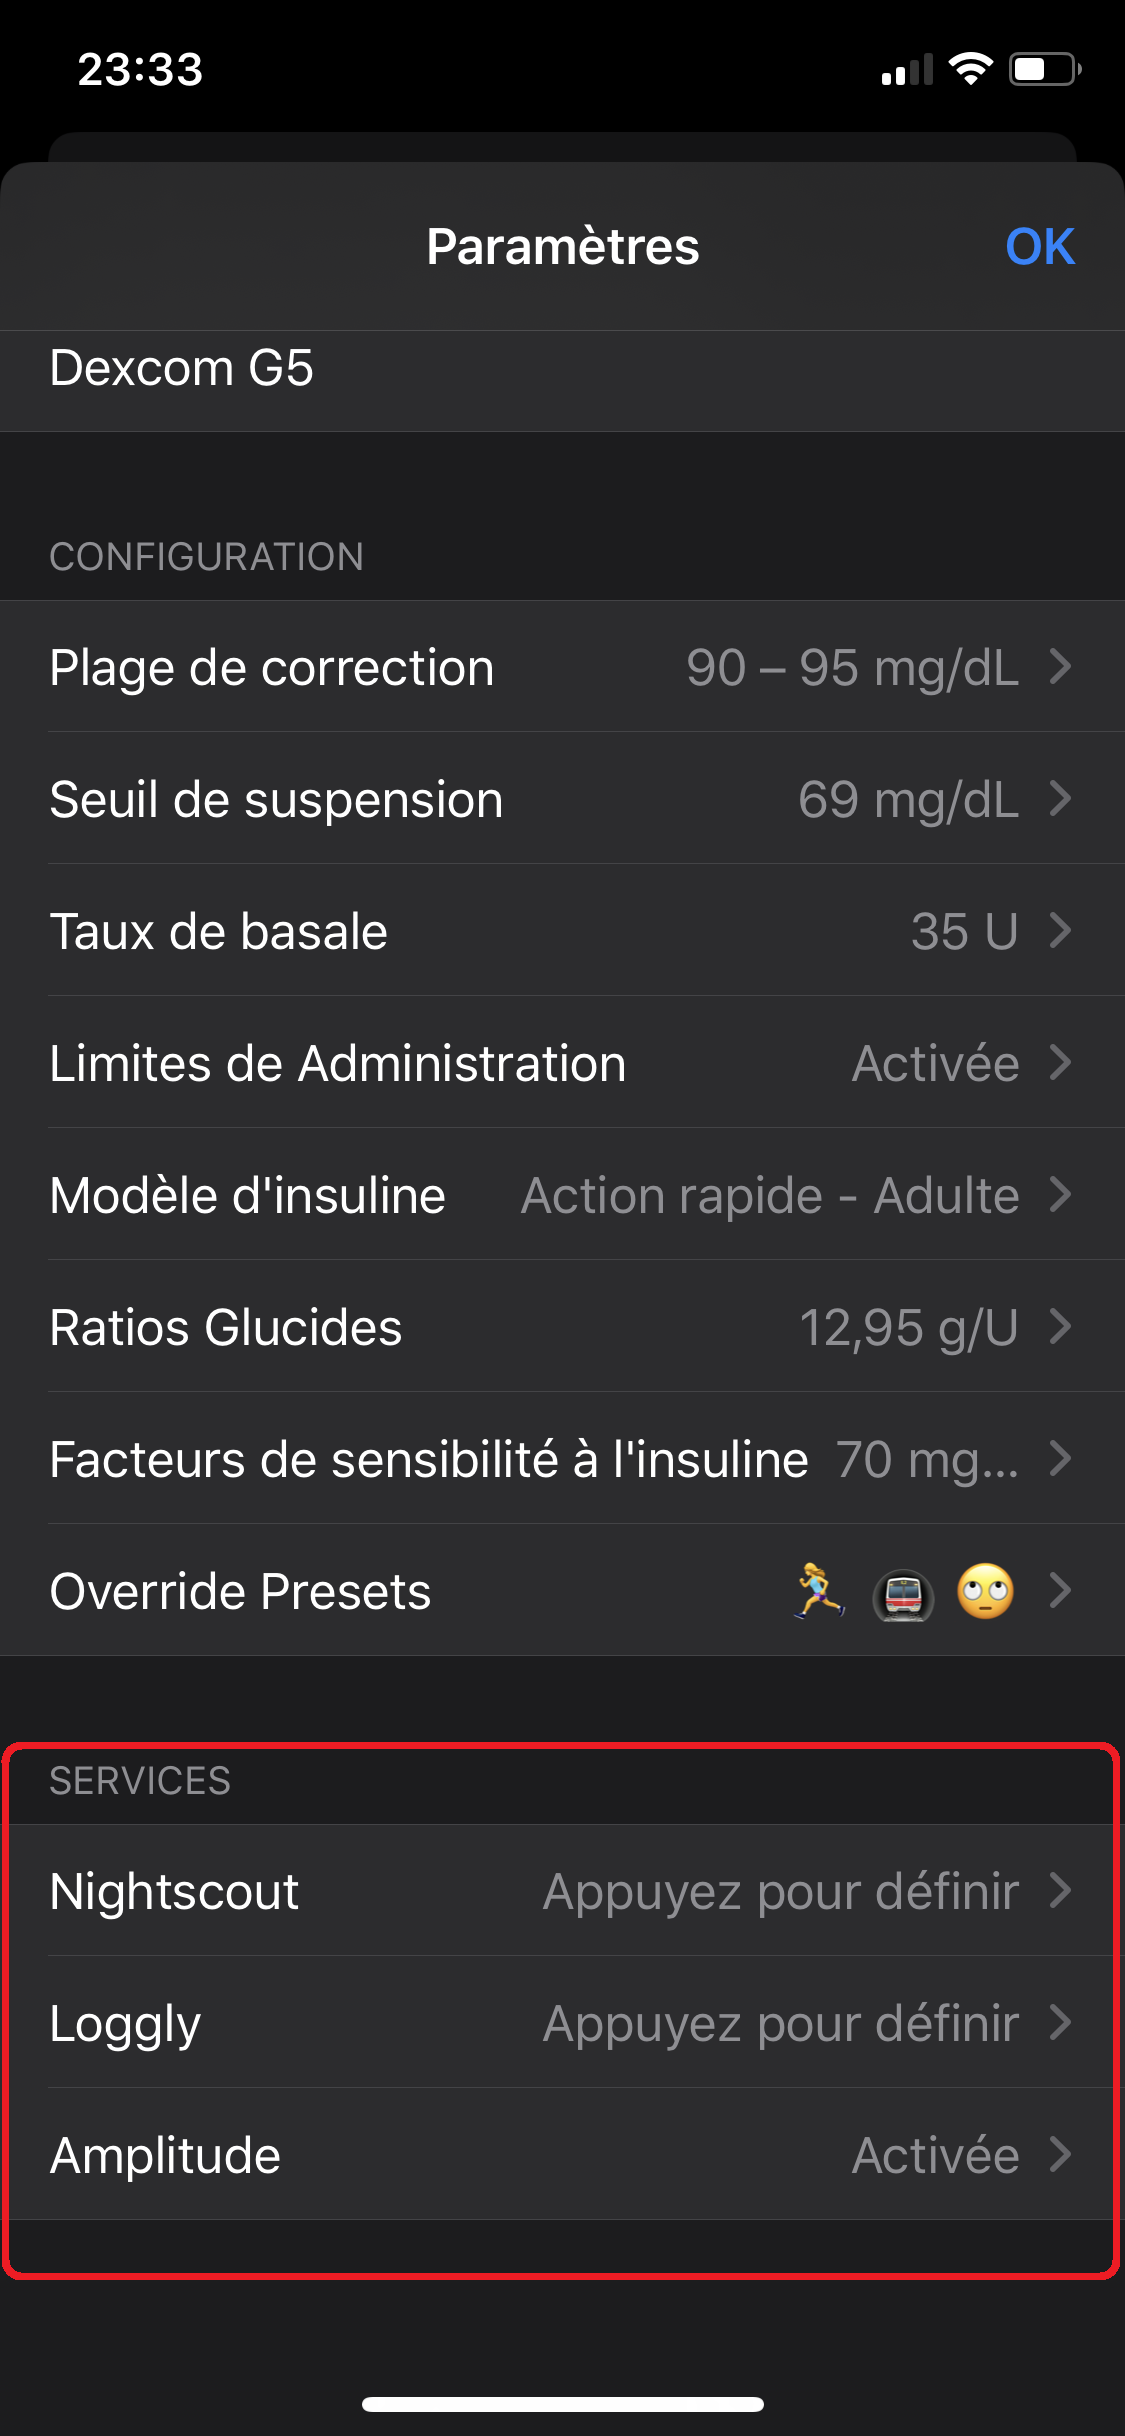 23:33
Paramètres OK
Dexcom G5
CONFIGURATION
Plage de correction 90 – 95 mg/dL
Seuil de suspension 69 mg/dL
Taux de basale 35 U
Limites de Administration Activée
Modèle d'insuline Action rapide - Adulte
Ratios Glucides 12,95 g/U
Facteurs de sensibilité à l'insuline 70 mg...
Override Presets
SERVICES
Nightscout Appuyez pour définir
Loggly Appuyez pour définir
Amplitude Activée